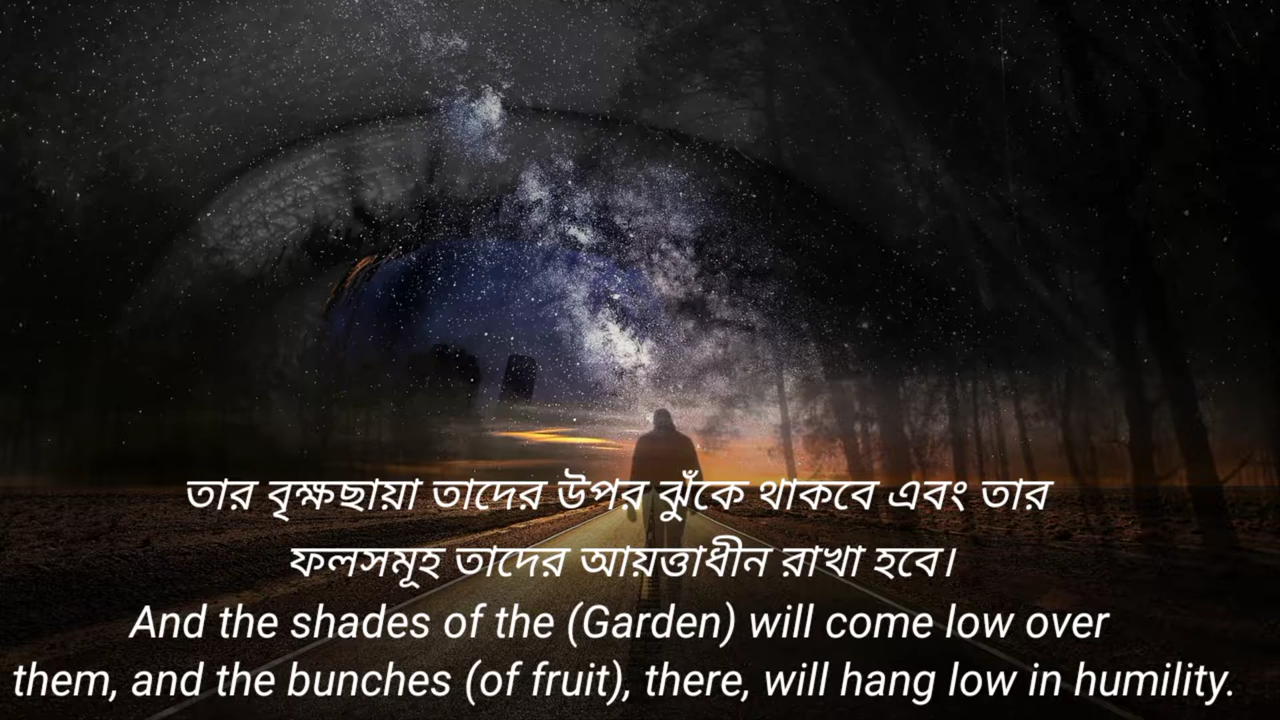 তার বৃক্ষছায়া তাদের উপর ঝুঁকে থাকবে এবং তার
ফলসমূহ তাদের আয়ত্তাধীন রাখা হবে।
And the shades of the (Garden) will come low over
them, and the bunches (of fruit), there, will hang low in humility.